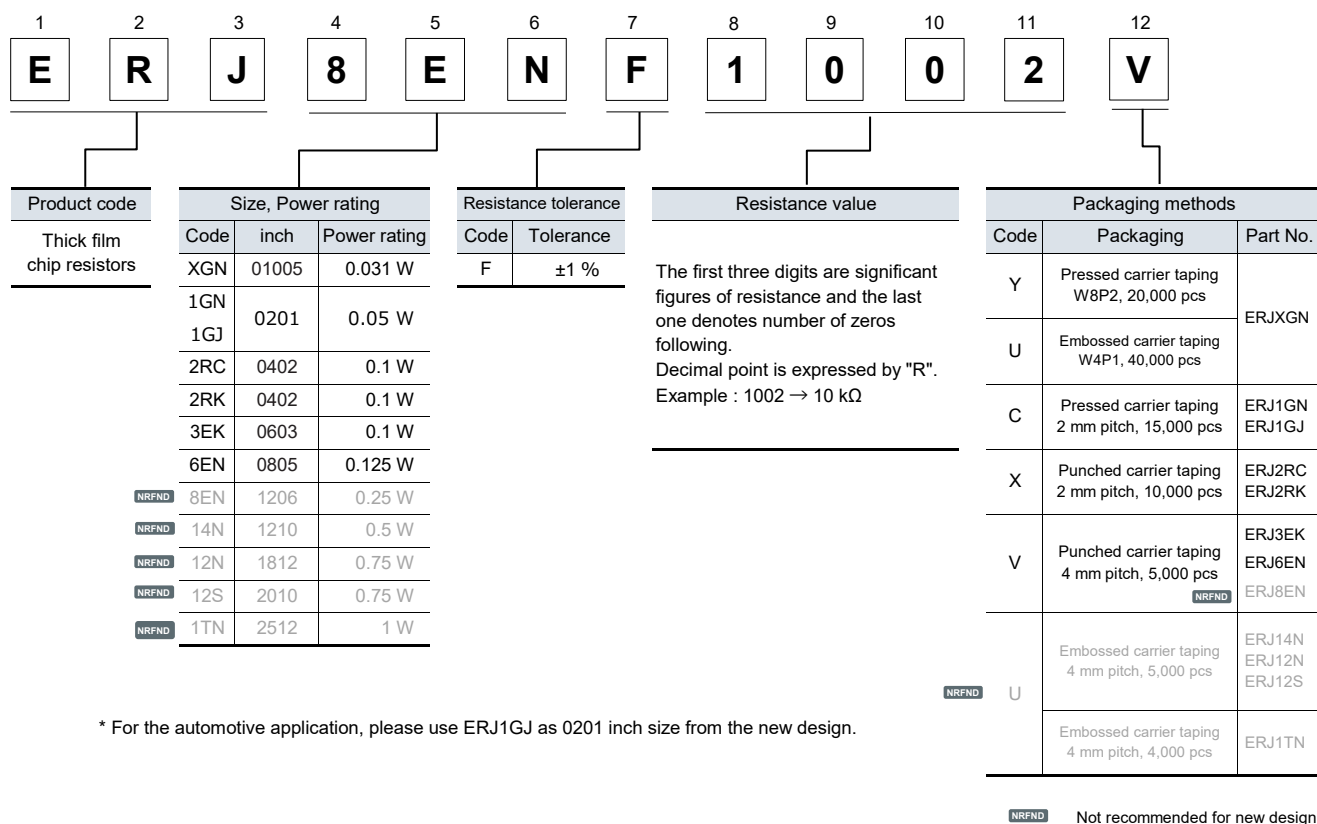 1 2 3 4 5 6 7 8 9 10 11 12
E R J 8 E N F 1 0 0 2 V
Product code
Thick film
chip resistors
Size, Power rating
Code inch Power rating
XGN 01005 0.031 W
1GN
1GJ
0201 0.05 W
2RC 0402 0.1 W
2RK 0402 0.1 W
3EK 0603 0.1 W
6EN 0805 0.125 W
NRFND 8EN 1206 0.25 W
NRFND 14N 1210 0.5 W
NRFND 12N 1812 0.75 W
NRFND 12S 2010 0.75 W
NRFND 1TN 2512 1 W
Resistance tolerance
Code Tolerance
F ±1 %
Resistance value
The first three digits are significant
figures of resistance and the last
one denotes number of zeros
following.
Decimal point is expressed by "R".
Example : 1002 → 10 kΩ
Packaging methods
Code Packaging Part No.
Y
Pressed carrier taping
W8P2, 20,000 pcs
U
Embossed carrier taping
W4P1, 40,000 pcs
ERJXGN
C
Pressed carrier taping
2 mm pitch, 15,000 pcs
ERJ1GN
ERJ1GJ
X
Punched carrier taping
2 mm pitch, 10,000 pcs
ERJ2RC
ERJ2RK
V
Punched carrier taping
4 mm pitch, 5,000 pcs
ERJ3EK
ERJ6EN
NRFND ERJ8EN
NRFND U
Embossed carrier taping
4 mm pitch, 5,000 pcs
ERJ14N
ERJ12N
ERJ12S
Embossed carrier taping
4 mm pitch, 4,000 pcs
ERJ1TN
* For the automotive application, please use ERJ1GJ as 0201 inch size from the new design.
NRFND Not recommended for new design